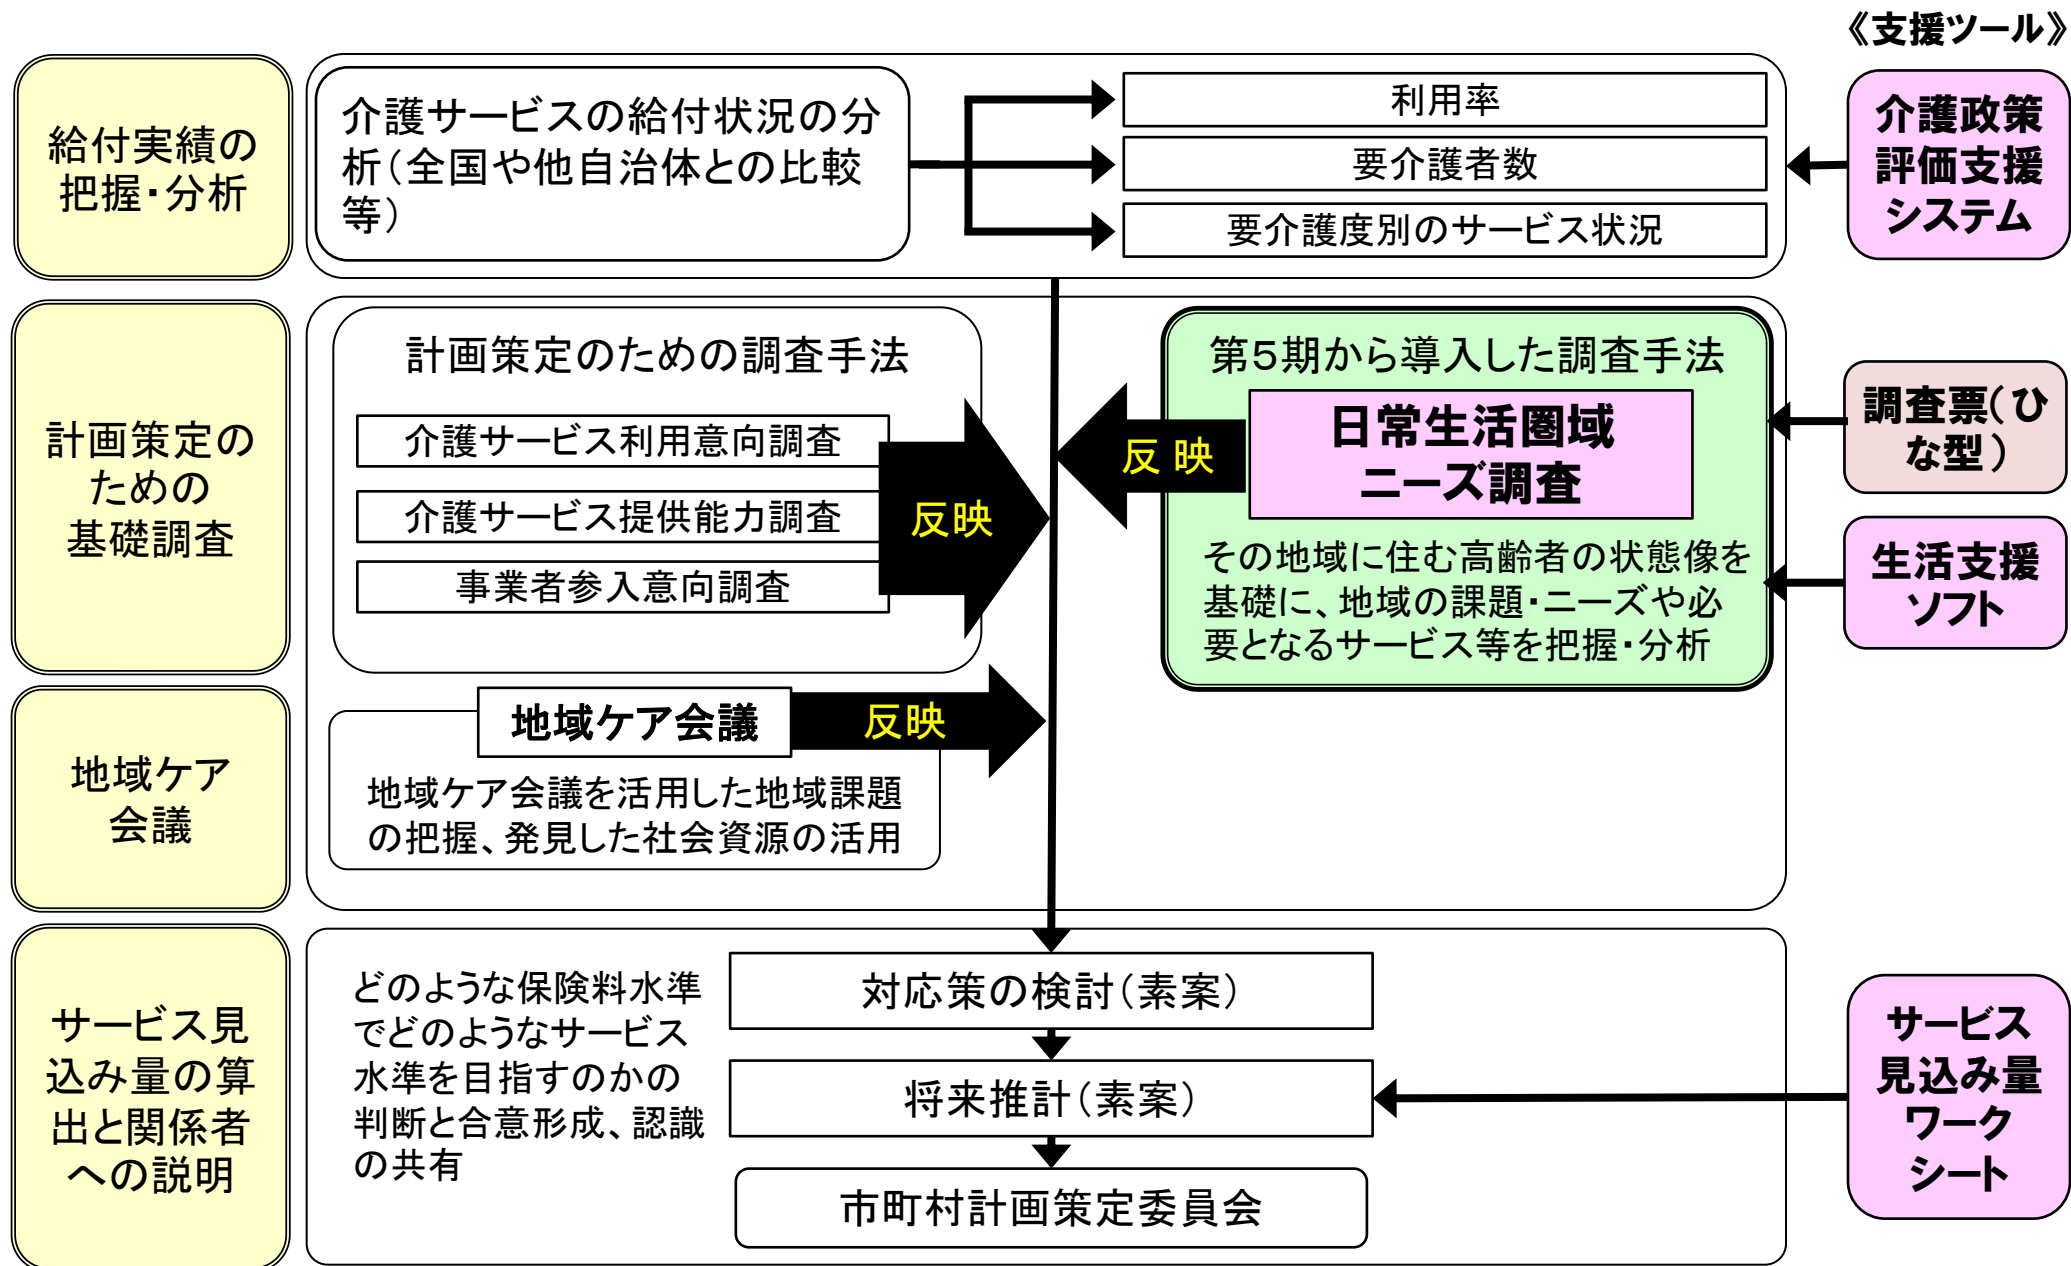 《支援ツール》
給付実績の
把握・分析
介護サービスの給付状況の分
析(全国や他自治体との比較
等)
利用率
要介護者数
要介護度別のサービス状況
介護政策
評価支援
システム
計画策定の
ための
基礎調査
計画策定のための調査手法
介護サービス利用意向調査
介護サービス提供能力調査
事業者参入意向調査
反映
反 映
第5期から導入した調査手法
日常生活圏域
ニーズ調査
その地域に住む高齢者の状態像を
基礎に、地域の課題・ニーズや必
要となるサービス等を把握・分析
調査票(ひ
な型)
生活支援
ソフト
地域ケア
会議
地域ケア会議
反映
地域ケア会議を活用した地域課題
の把握、発見した社会資源の活用
サービス見
込み量の算
出と関係者
への説明
どのような保険料水準
でどのようなサービス
水準を目指すのかの
判断と合意形成、認識
の共有
対応策の検討(素案)
将来推計(素案)
市町村計画策定委員会
サービス
見込み量
ワーク
シート